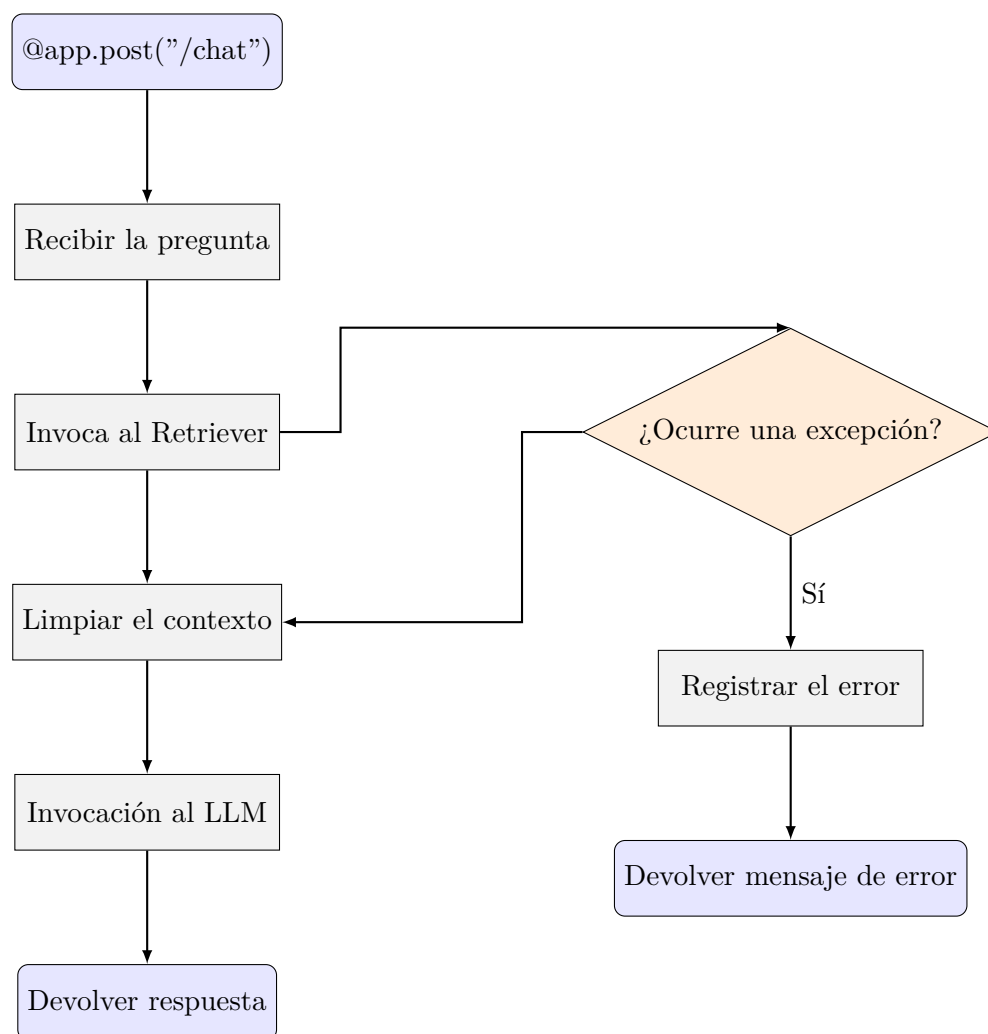 @app.post(”/chat”)
Recibir la pregunta
Invoca al Retriever
¿Ocurre una excepción?
Limpiar el contexto
Sí
Registrar el error
Invocación al LLM
Devolver mensaje de error
Devolver respuesta